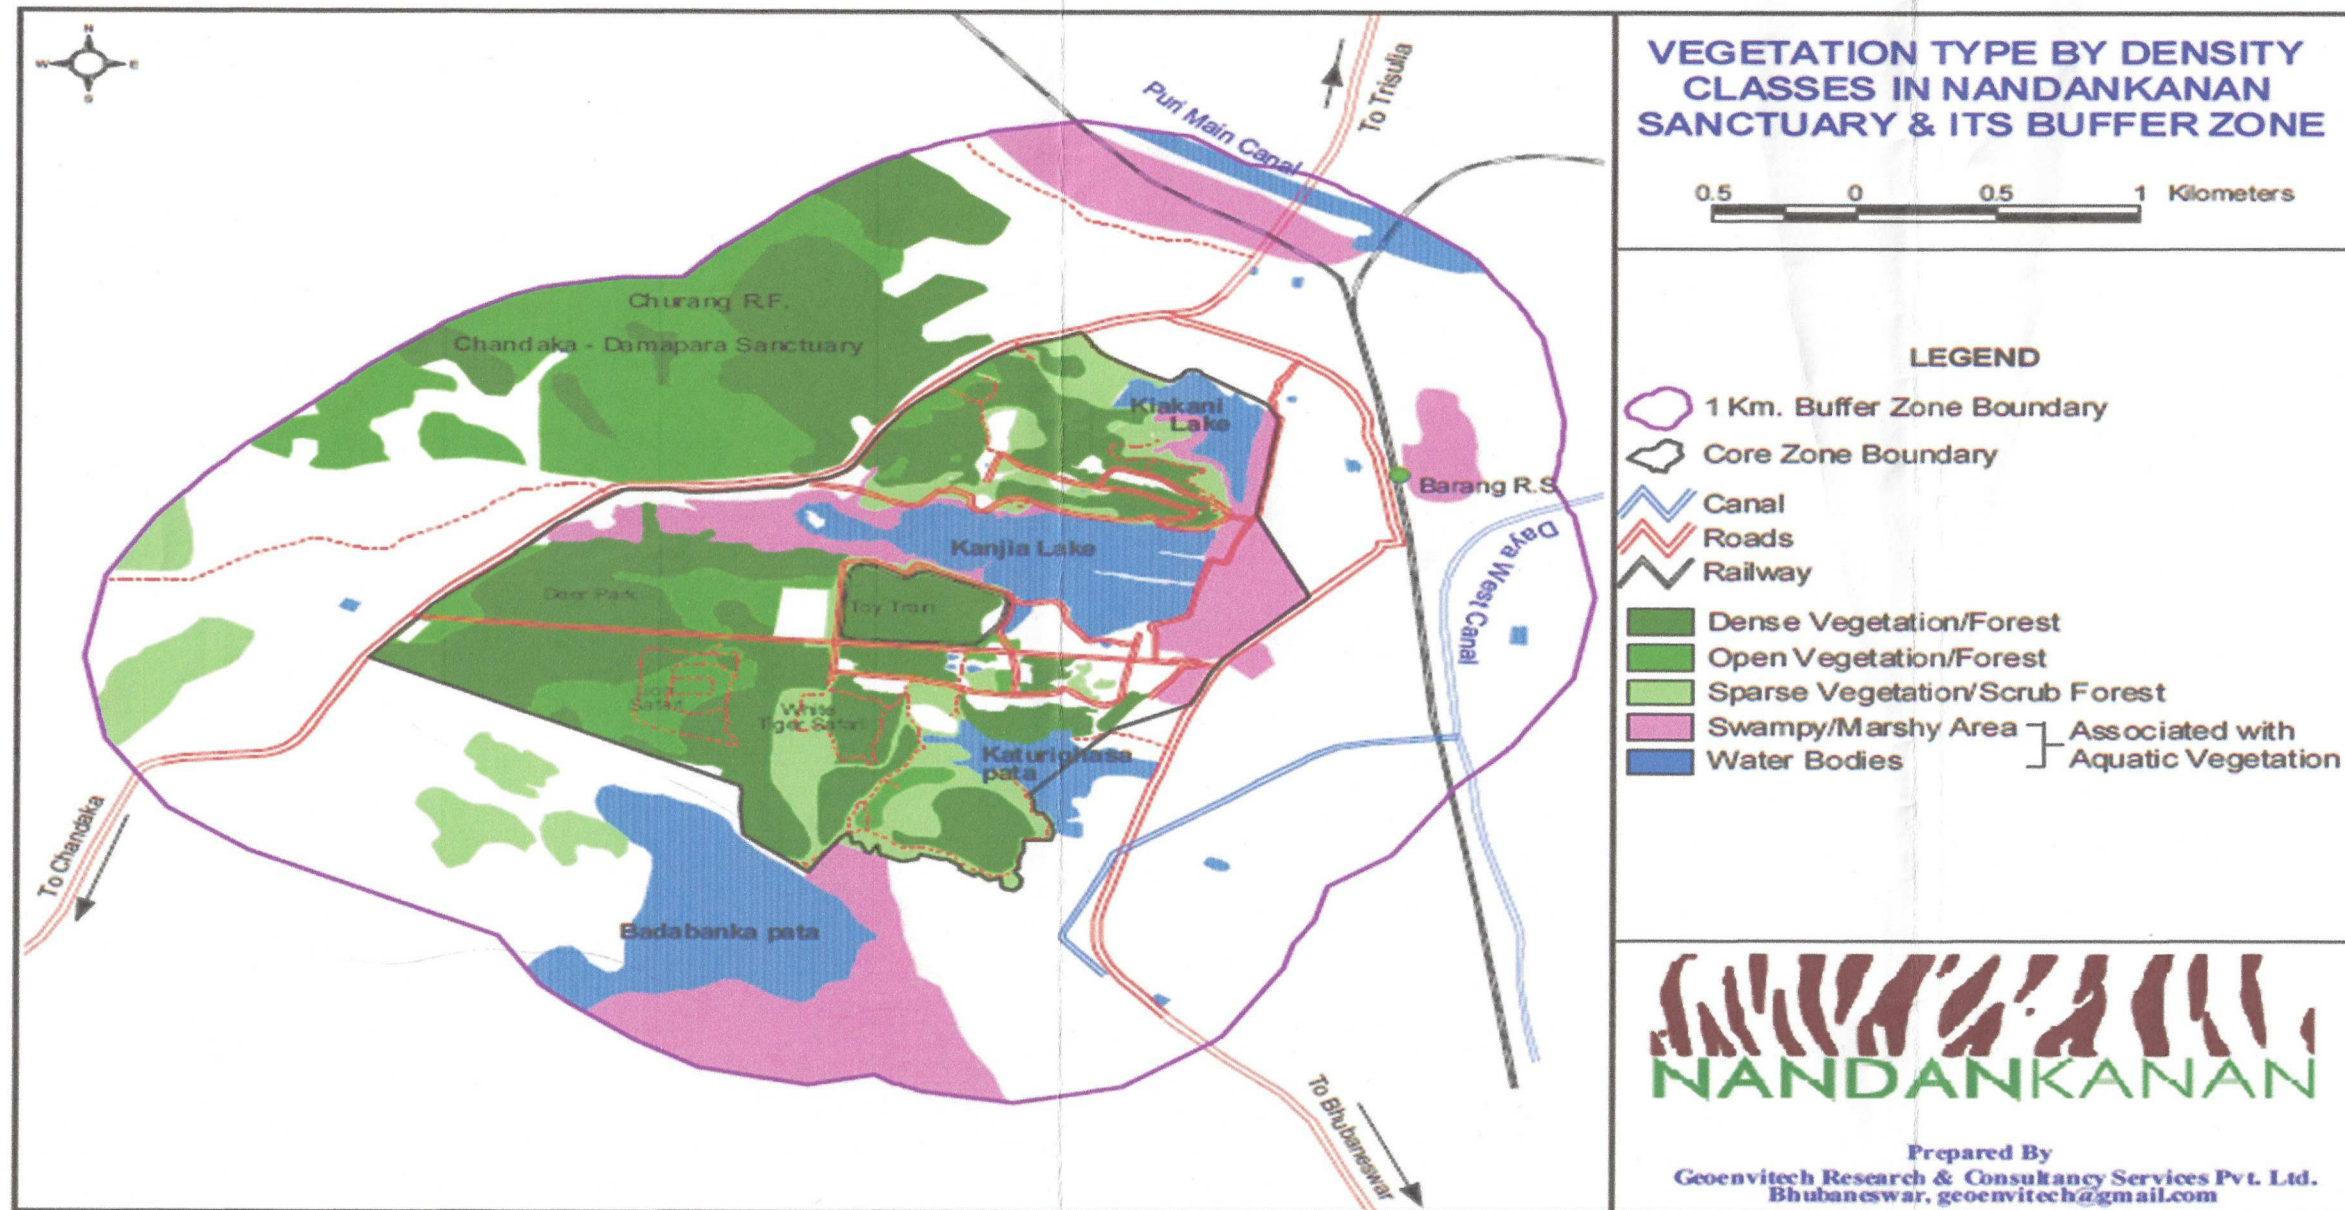 VEGETATION TYPE BY DENSITY
CLASSES IN NANDANKANAN
SANCTUARY & ITS BUFFER ZONE
0.5 0 0.5 1 Kilometers
LEGEND
1 Km. Buffer Zone Boundary
Core Zone Boundary
Canal
Roads
Railway
Dense Vegetation/Forest
Open Vegetation/Forest
Sparse Vegetation/Scrub Forest
Swampy/Marshy Area
Water Bodies
Associated with
Aquatic Vegetation
NANDANKANAN
Prepared By
Geoenvitech Research & Consultancy Services Pvt. Ltd.
Bhubaneswar, geoenvitech@gmail.com
N
W E
S
To Trisulia
Puri Main Canal
Churang R.F.
Chandaka - Damapara Sanctuary
Kiakani
Lake
Barang R.S
Kanjia Lake
Daya West Canal
Deer Park
Toy Train
Lion
Safari
White
Tiger Safari
Katurighasa
pata
To Chandaka
Badabanka pata
To Bhubaneswar